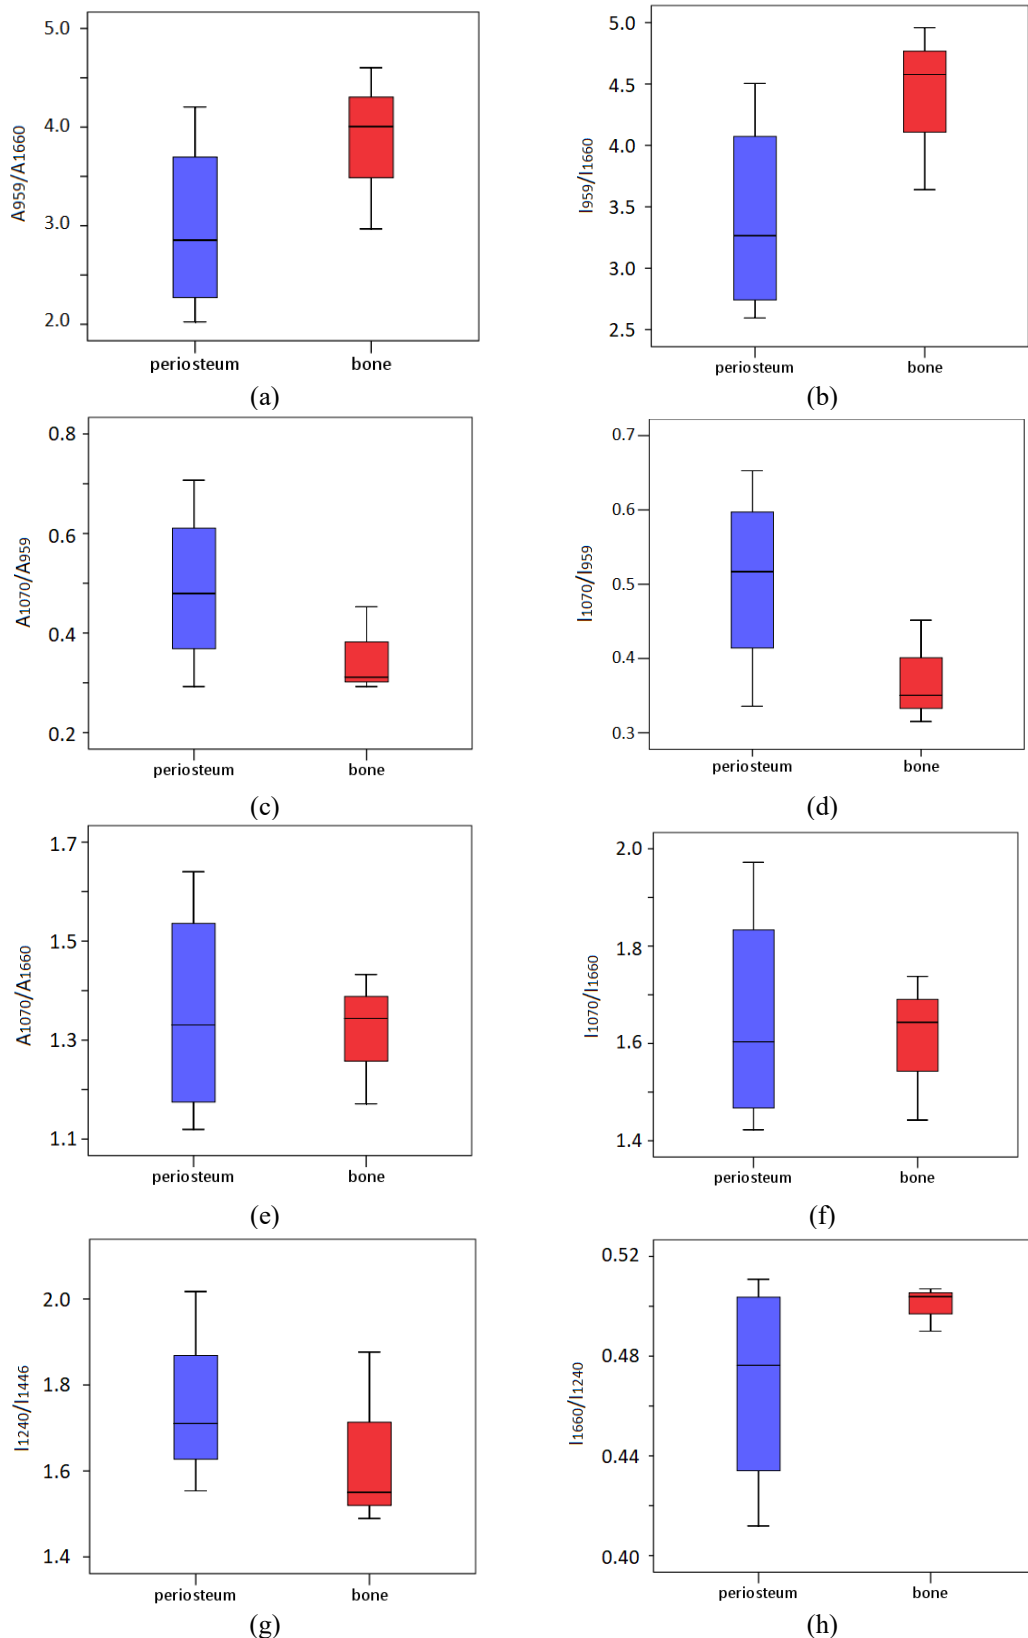 5.0
4.0
3.0
2.0
A959/A1660
periosteum bone
(a)
5.0
4.5
4.0
3.5
3.0
2.5
I959/I1660
periosteum bone
(b)
0.8
0.6
0.4
0.2
A1070/A959
periosteum bone
(c)
0.7
0.6
0.5
0.4
0.3
I1070/I959
periosteum bone
(d)
1.7
1.5
1.3
1.1
A1070/A1660
periosteum bone
(e)
2.0
1.8
1.6
1.4
I1070/I1660
periosteum bone
(f)
2.0
1.8
1.6
1.4
I1240/I1446
periosteum bone
(g)
0.52
0.48
0.44
0.40
I1660/I1240
periosteum bone
(h)